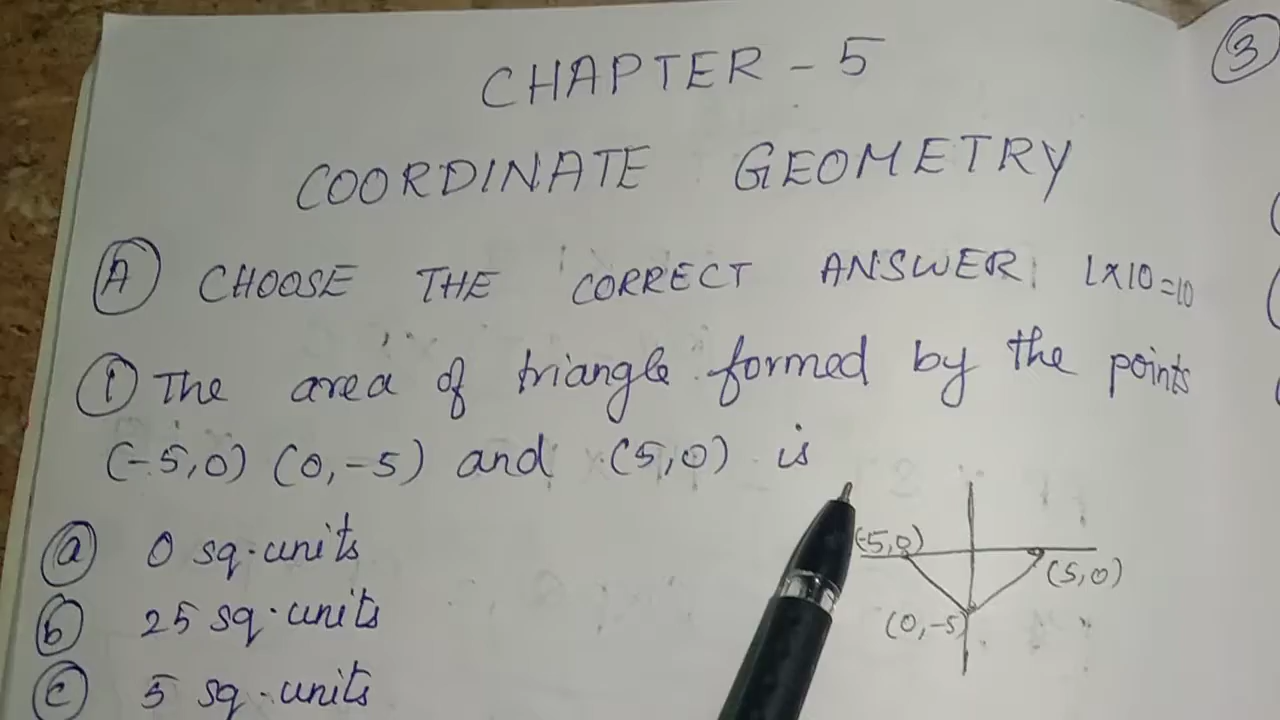 CHAPTER - 5
3
COORDINATE GEOMETRY
A CHOOSE THE CORRECT ANSWER: 1×10=10
1 The area of triangle formed by the points
(-5,0) (0,-5) and (5,0) is
a 0 sq.units
b 25 sq.units
c 5 sq.units
(-5,0)
(5,0)
(0,-5)